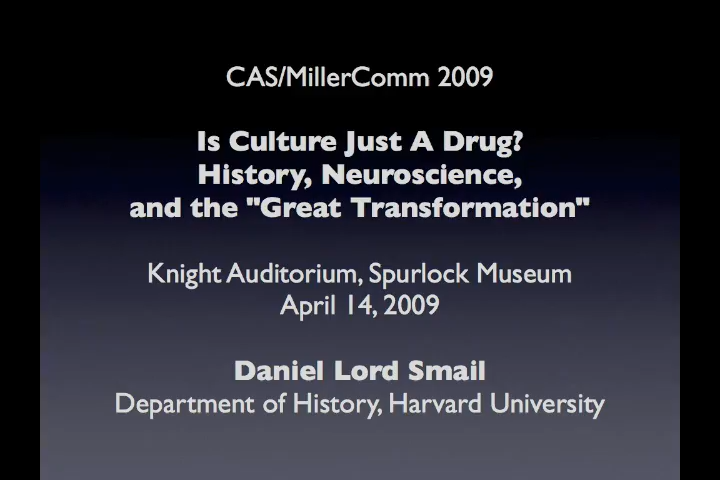 CAS/MillerComm 2009
Is Culture Just A Drug?
History, Neuroscience,
and the "Great Transformation"
Knight Auditorium, Spurlock Museum
April 14, 2009
Daniel Lord Smail
Department of History, Harvard University